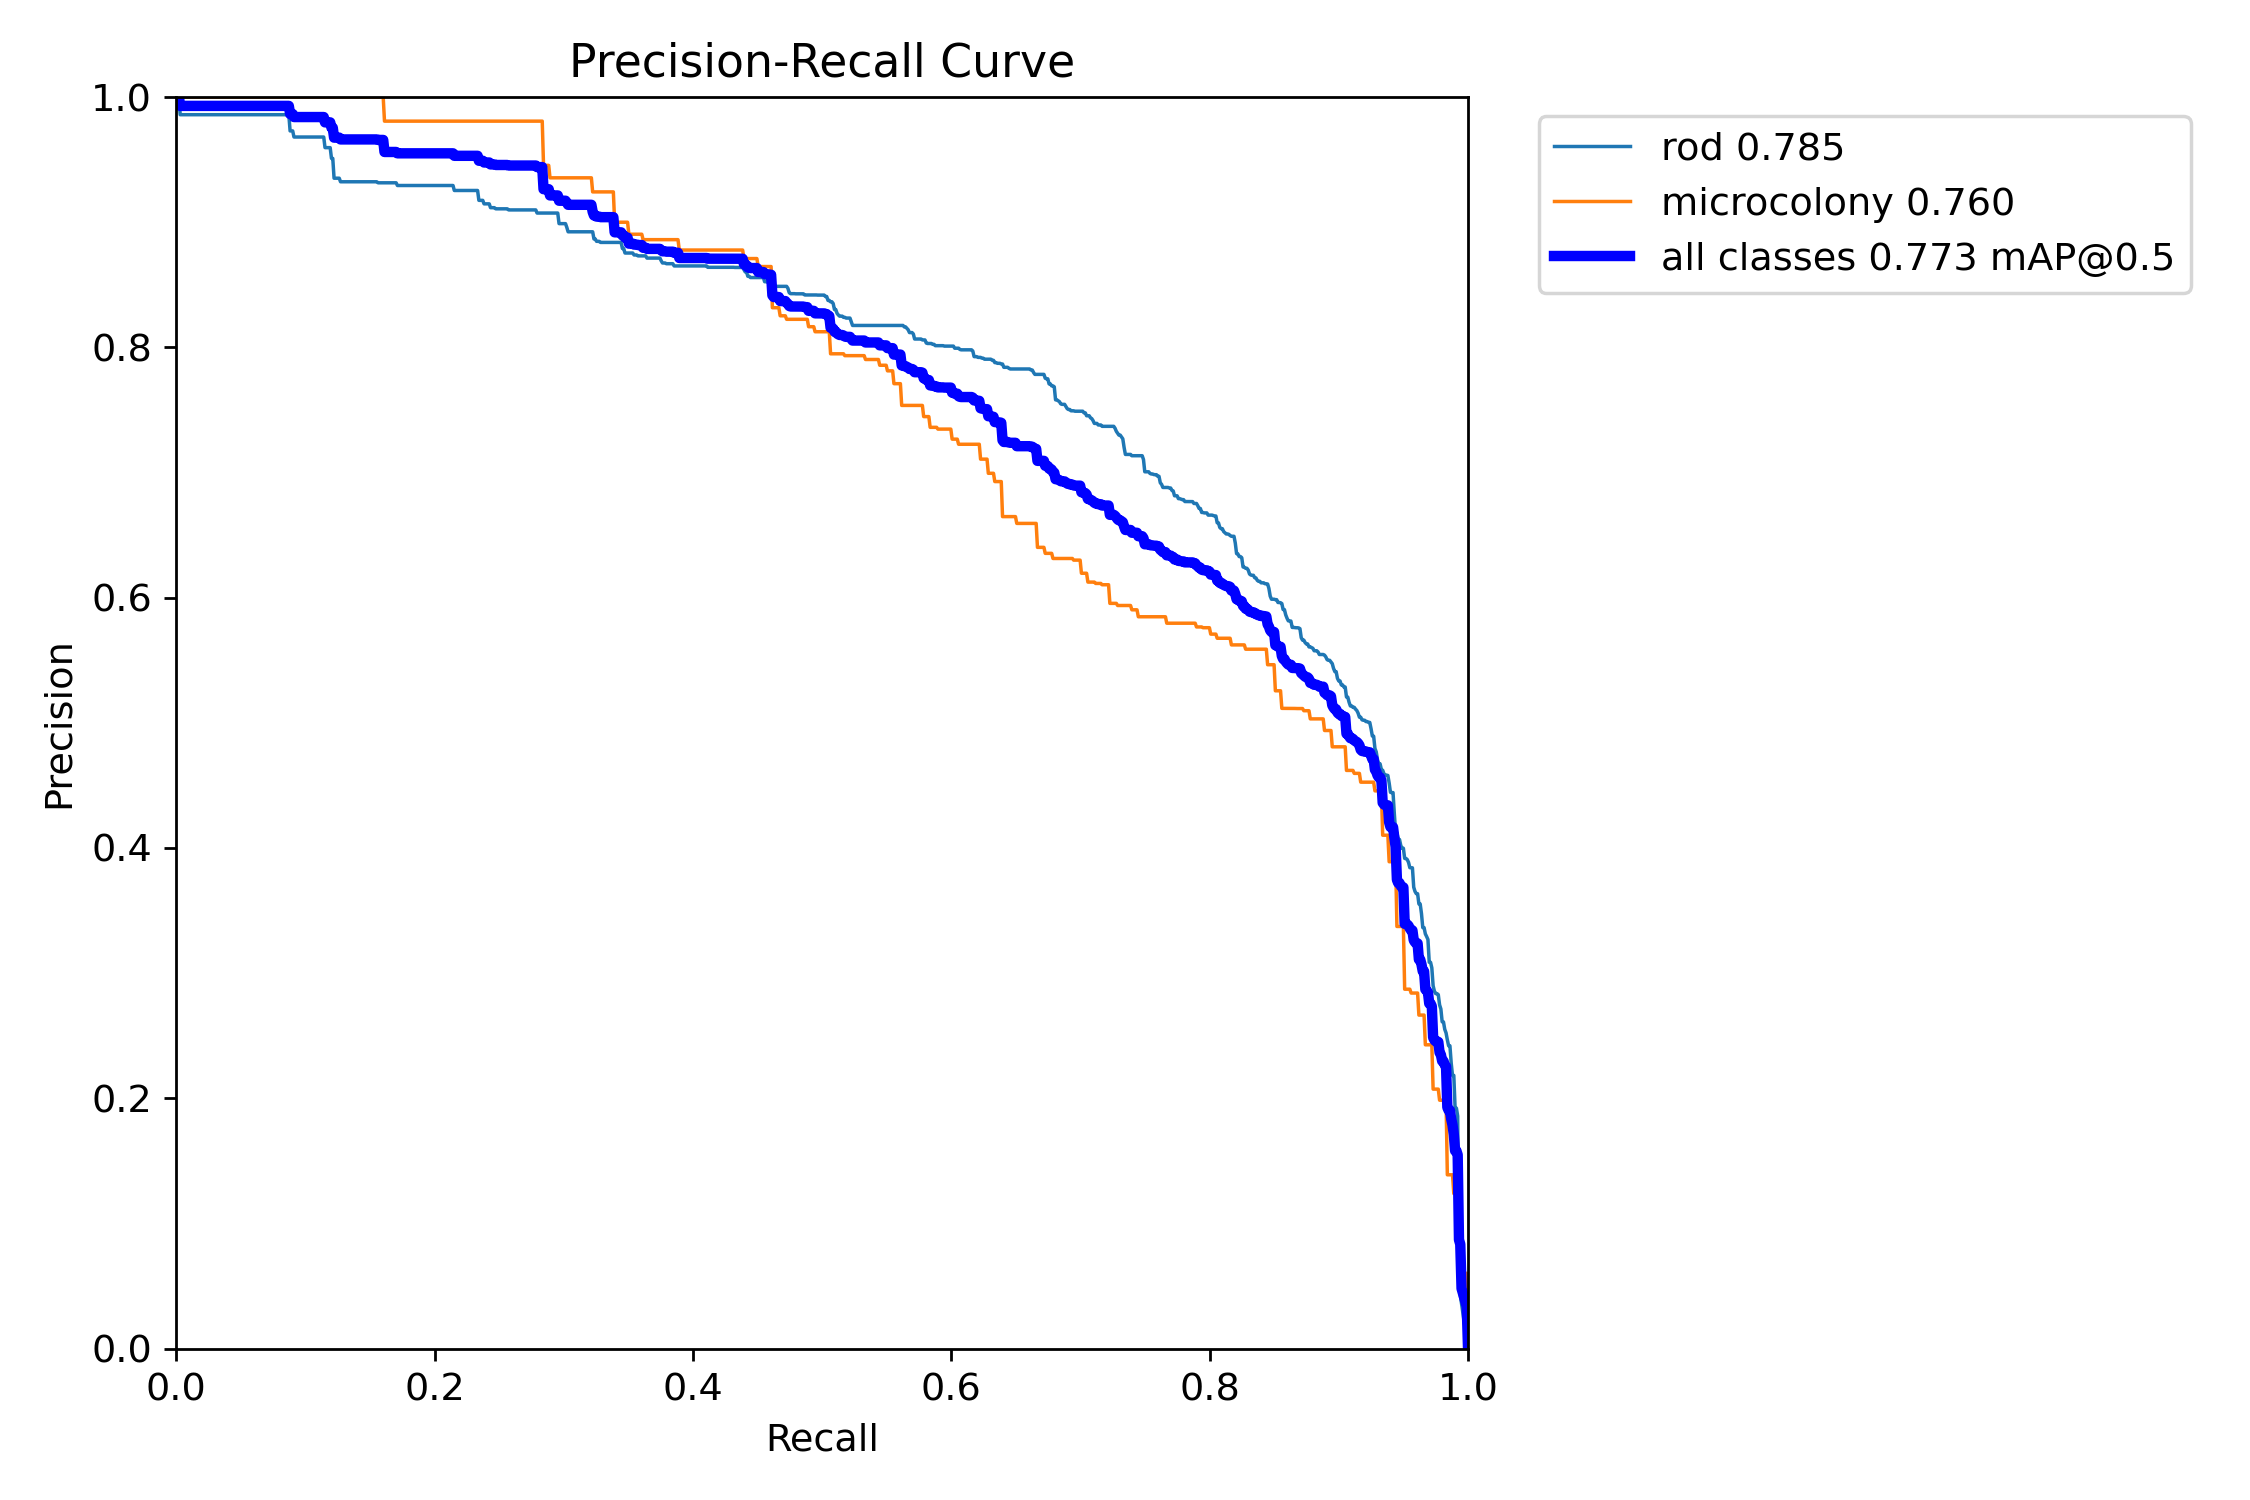 Precision-Recall Curve
1.0
0.8
0.6
0.4
0.2
0.0
Precision
0.0 0.2 0.4 0.6 0.8 1.0
Recall
rod 0.785
microcolony 0.760
all classes 0.773 mAP@0.5